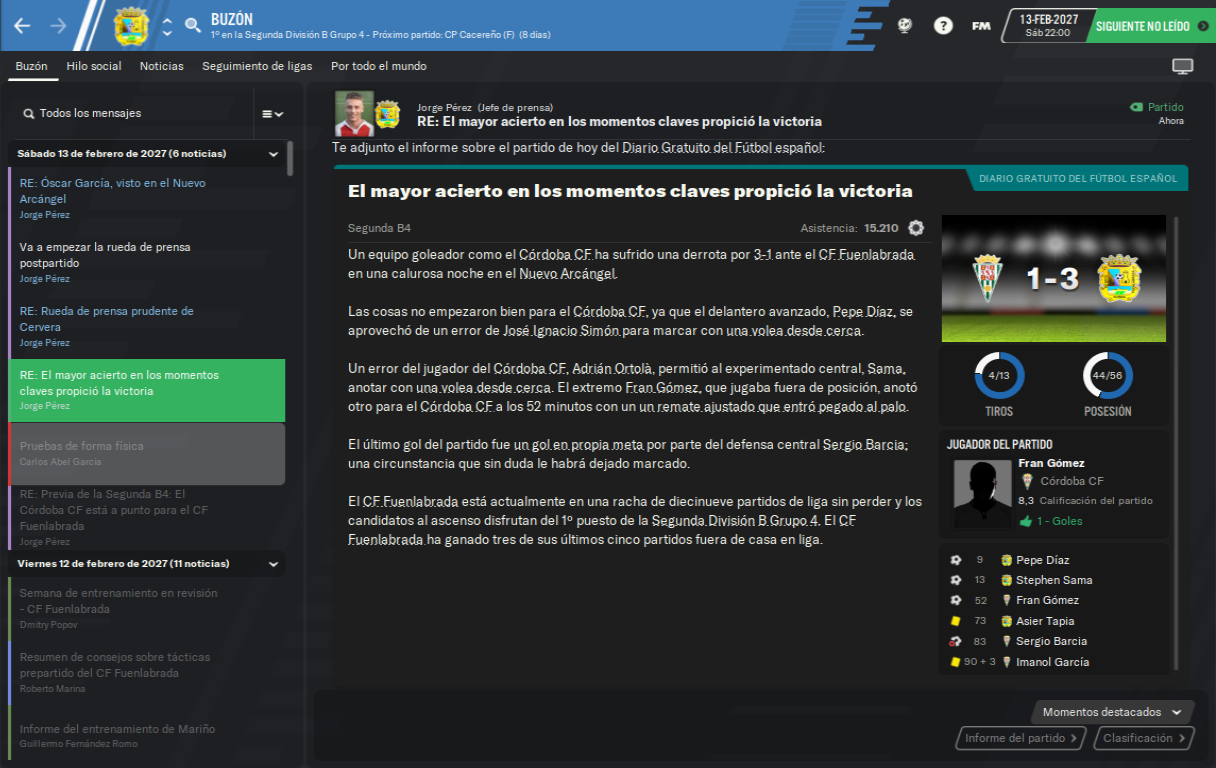 BUZÓN
1º en la Segunda División B Grupo 4 - Próximo partido: CP Cacereño (F) (8 días)
?
FM
13-FEB-2027
Sáb 22:00
SIGUIENTE NO LEÍDO
Buzón Hilo social Noticias Seguimiento de ligas Por todo el mundo
Todos los mensajes
Sábado 13 de febrero de 2027 (6 noticias)
RE: Óscar García, visto en el Nuevo
Arcángel
Jorge Pérez
Va a empezar la rueda de prensa
postpartido
Jorge Pérez
RE: Rueda de prensa prudente de
Cervera
Jorge Pérez
RE: El mayor acierto en los momentos
claves propició la victoria
Jorge Pérez
Pruebas de forma física
Carlos Abel García
RE: Previa de la Segunda B4: El
Córdoba CF está a punto para el CF
Fuenlabrada
Jorge Pérez
Viernes 12 de febrero de 2027 (11 noticias)
Semana de entrenamiento en revisión
- CF Fuenlabrada
Dmitry Popov
Resumen de consejos sobre tácticas
prepartido del CF Fuenlabrada
Roberto Marina
Informe del entrenamiento de Mariño
Guillermo Fernández Romo
Jorge Pérez (Jefe de prensa)
RE: El mayor acierto en los momentos claves propició la victoria
Partido
Ahora
Te adjunto el informe sobre el partido de hoy del Diario Gratuito del Fútbol español:
DIARIO GRATUITO DEL FÚTBOL ESPAÑOL
El mayor acierto en los momentos claves propició la victoria
Segunda B4
Asistencia: 15.210
Un equipo goleador como el Córdoba CF ha sufrido una derrota por 3-1 ante el CF Fuenlabrada
en una calurosa noche en el Nuevo Arcángel.
Las cosas no empezaron bien para el Córdoba CF, ya que el delantero avanzado, Pepe Díaz, se
aprovechó de un error de José Ignacio Simón para marcar con una volea desde cerca.
Un error del jugador del Córdoba CF, Adrián Ortolà, permitió al experimentado central, Sama,
anotar con una volea desde cerca. El extremo Fran Gómez, que jugaba fuera de posición, anotó
otro para el Córdoba CF a los 52 minutos con un un remate ajustado que entró pegado al palo.
El último gol del partido fue un gol en propia meta por parte del defensa central Sergio Barcia;
una circunstancia que sin duda le habrá dejado marcado.
El CF Fuenlabrada está actualmente en una racha de diecinueve partidos de liga sin perder y los
candidatos al ascenso disfrutan del 1º puesto de la Segunda División B Grupo 4. El CF
Fuenlabrada ha ganado tres de sus últimos cinco partidos fuera de casa en liga.
1-3
4/13
44/56
TIROS
POSESIÓN
JUGADOR DEL PARTIDO
Fran Gómez
Córdoba CF
8,3 Calificación del partido
1 - Goles
9 Pepe Díaz
13 Stephen Sama
52 Fran Gómez
73 Asier Tapia
83 Sergio Barcia
90 + 3 Imanol García
Momentos destacados
Informe del partido
Clasificación